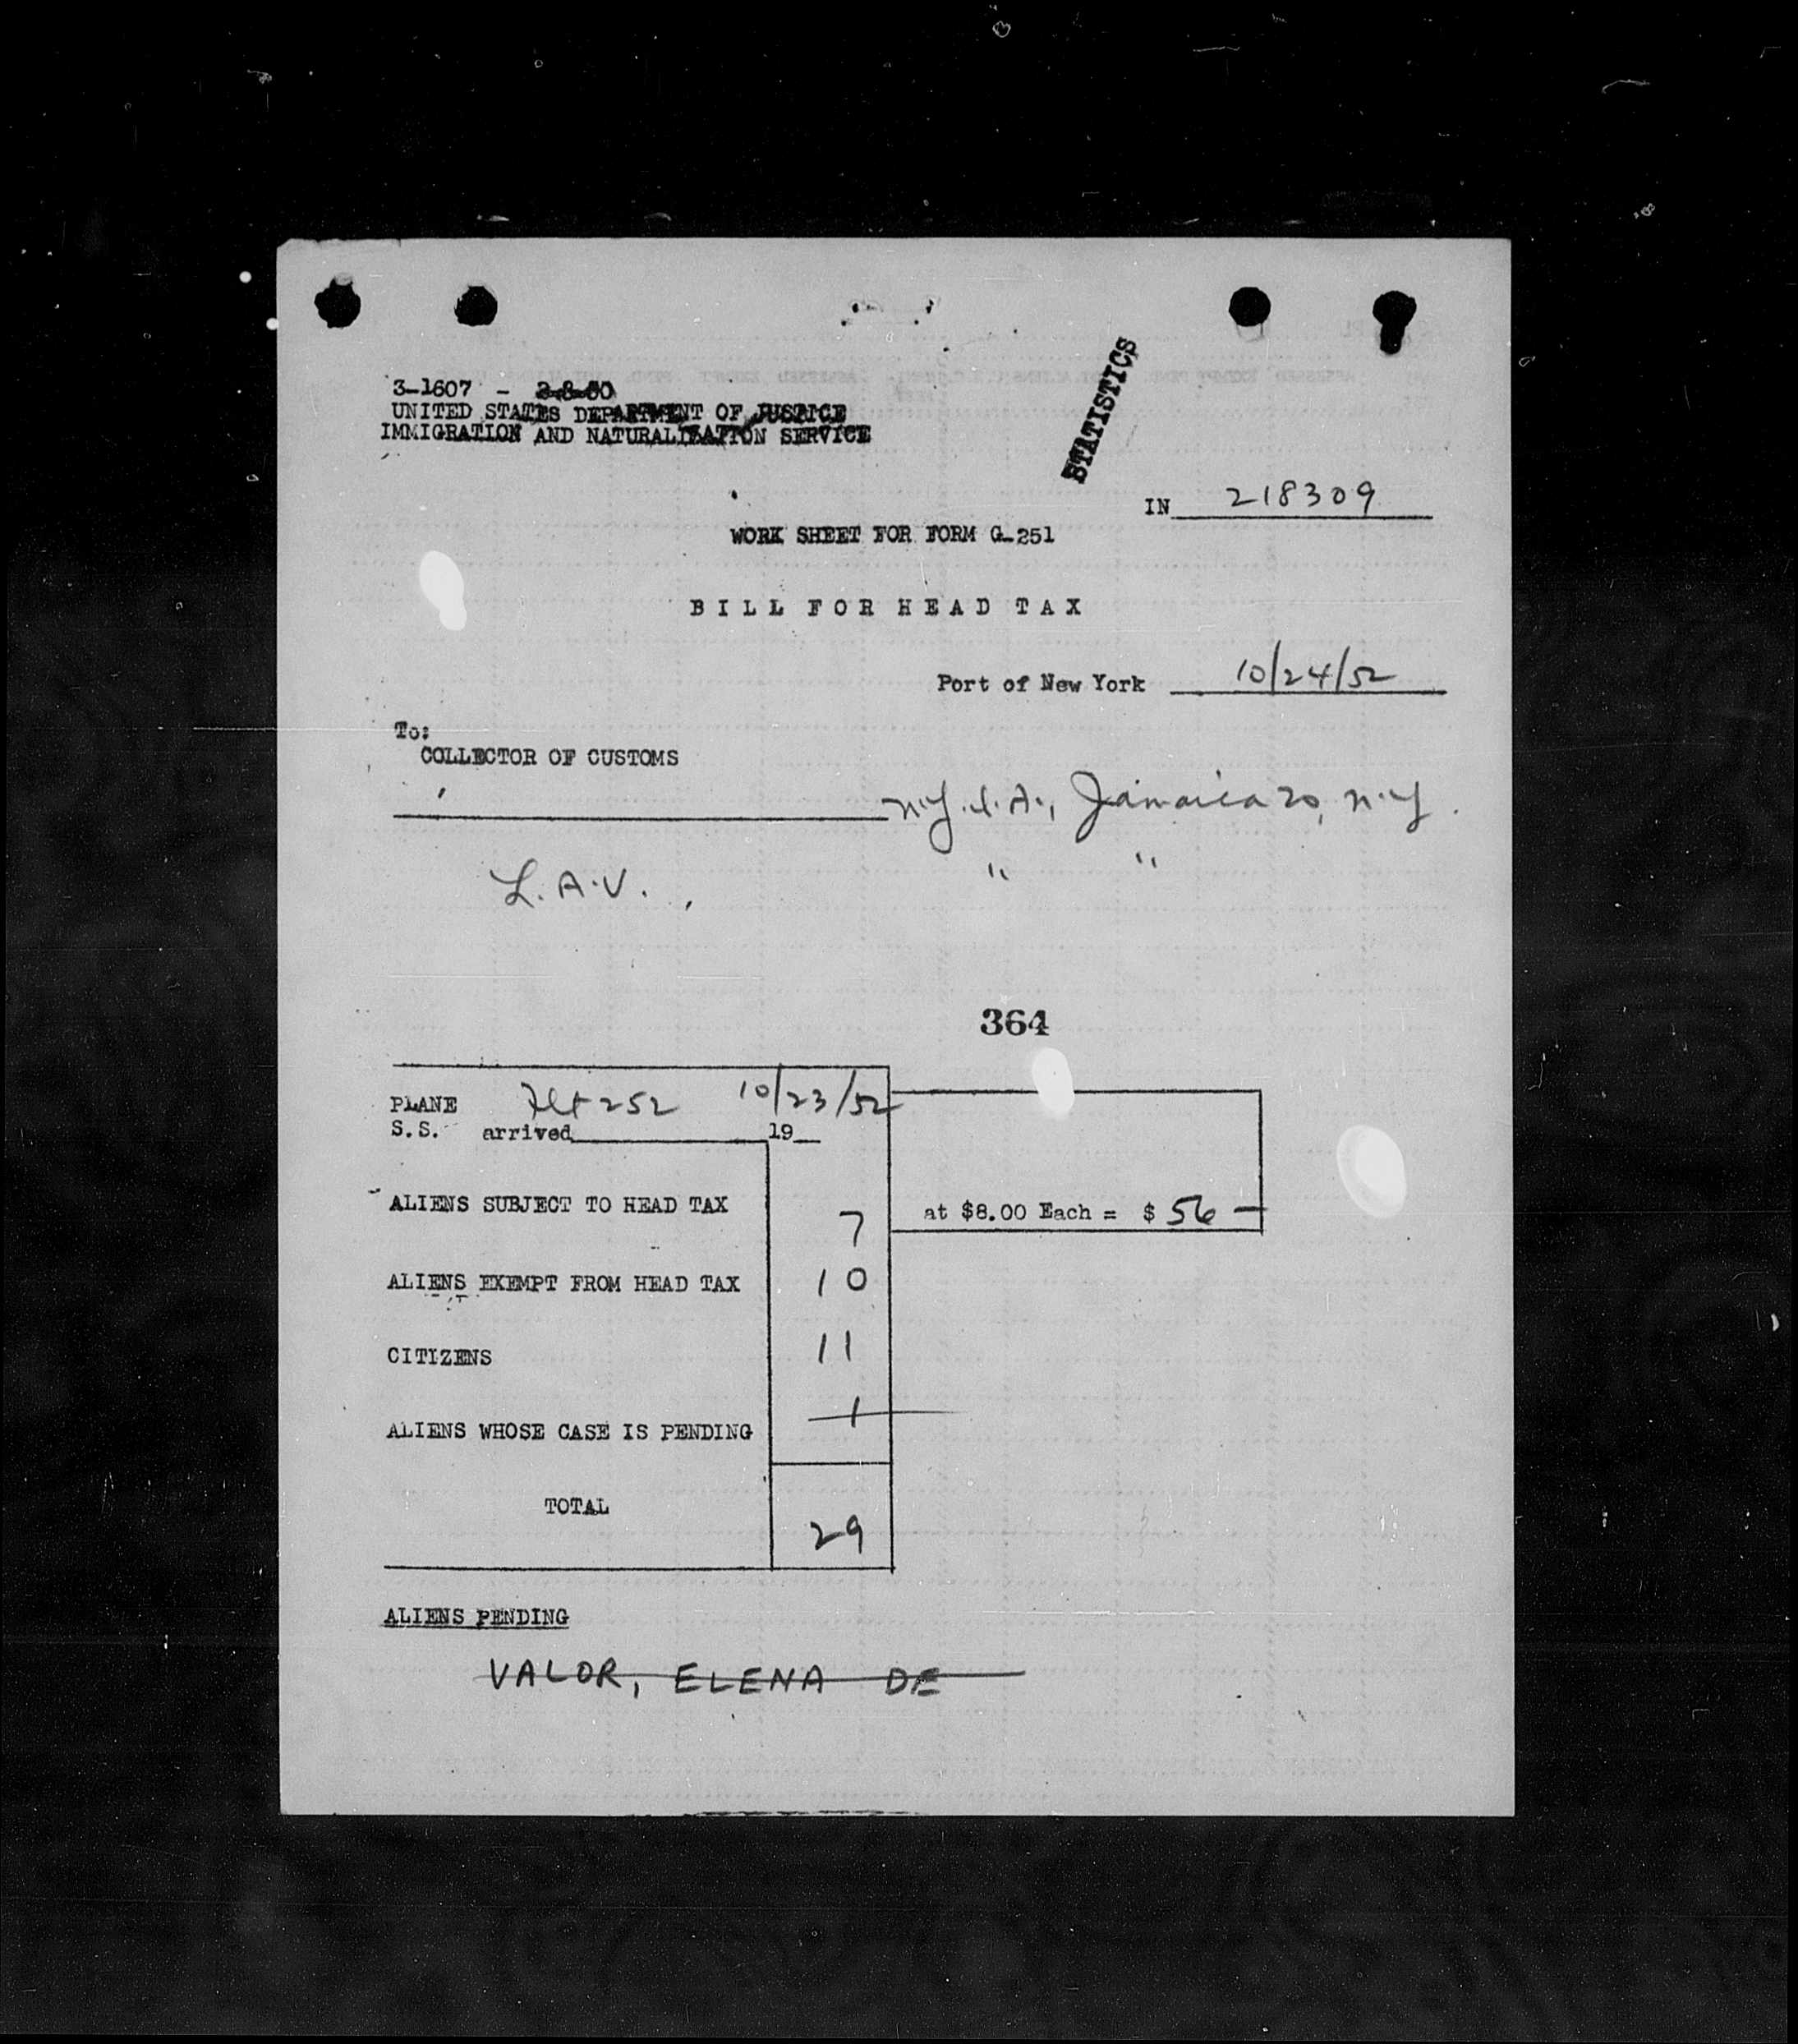 3-1607 - 2-8-50
UNITED STATES DEPARTMENT OF JUSTICE
IMMIGRATION AND NATURALIZATION SERVICE
STATISTICS
IN 218309
WORK SHEET FOR FORM G-251
BILL FOR HEAD TAX
Port of New York 10/24/52
To:
COLLECTOR OF CUSTOMS
N.Y.I.A., Jamaica 20, N.Y.
L.A.V. " "
364
PLANE Flt 252 10/23/52
S.S. arrived 19
ALIENS SUBJECT TO HEAD TAX 7 at $8.00 Each = $ 56 —
ALIENS EXEMPT FROM HEAD TAX 10
CITIZENS 11
ALIENS WHOSE CASE IS PENDING 1
TOTAL 29
ALIENS PENDING
VALOR, ELENA DE